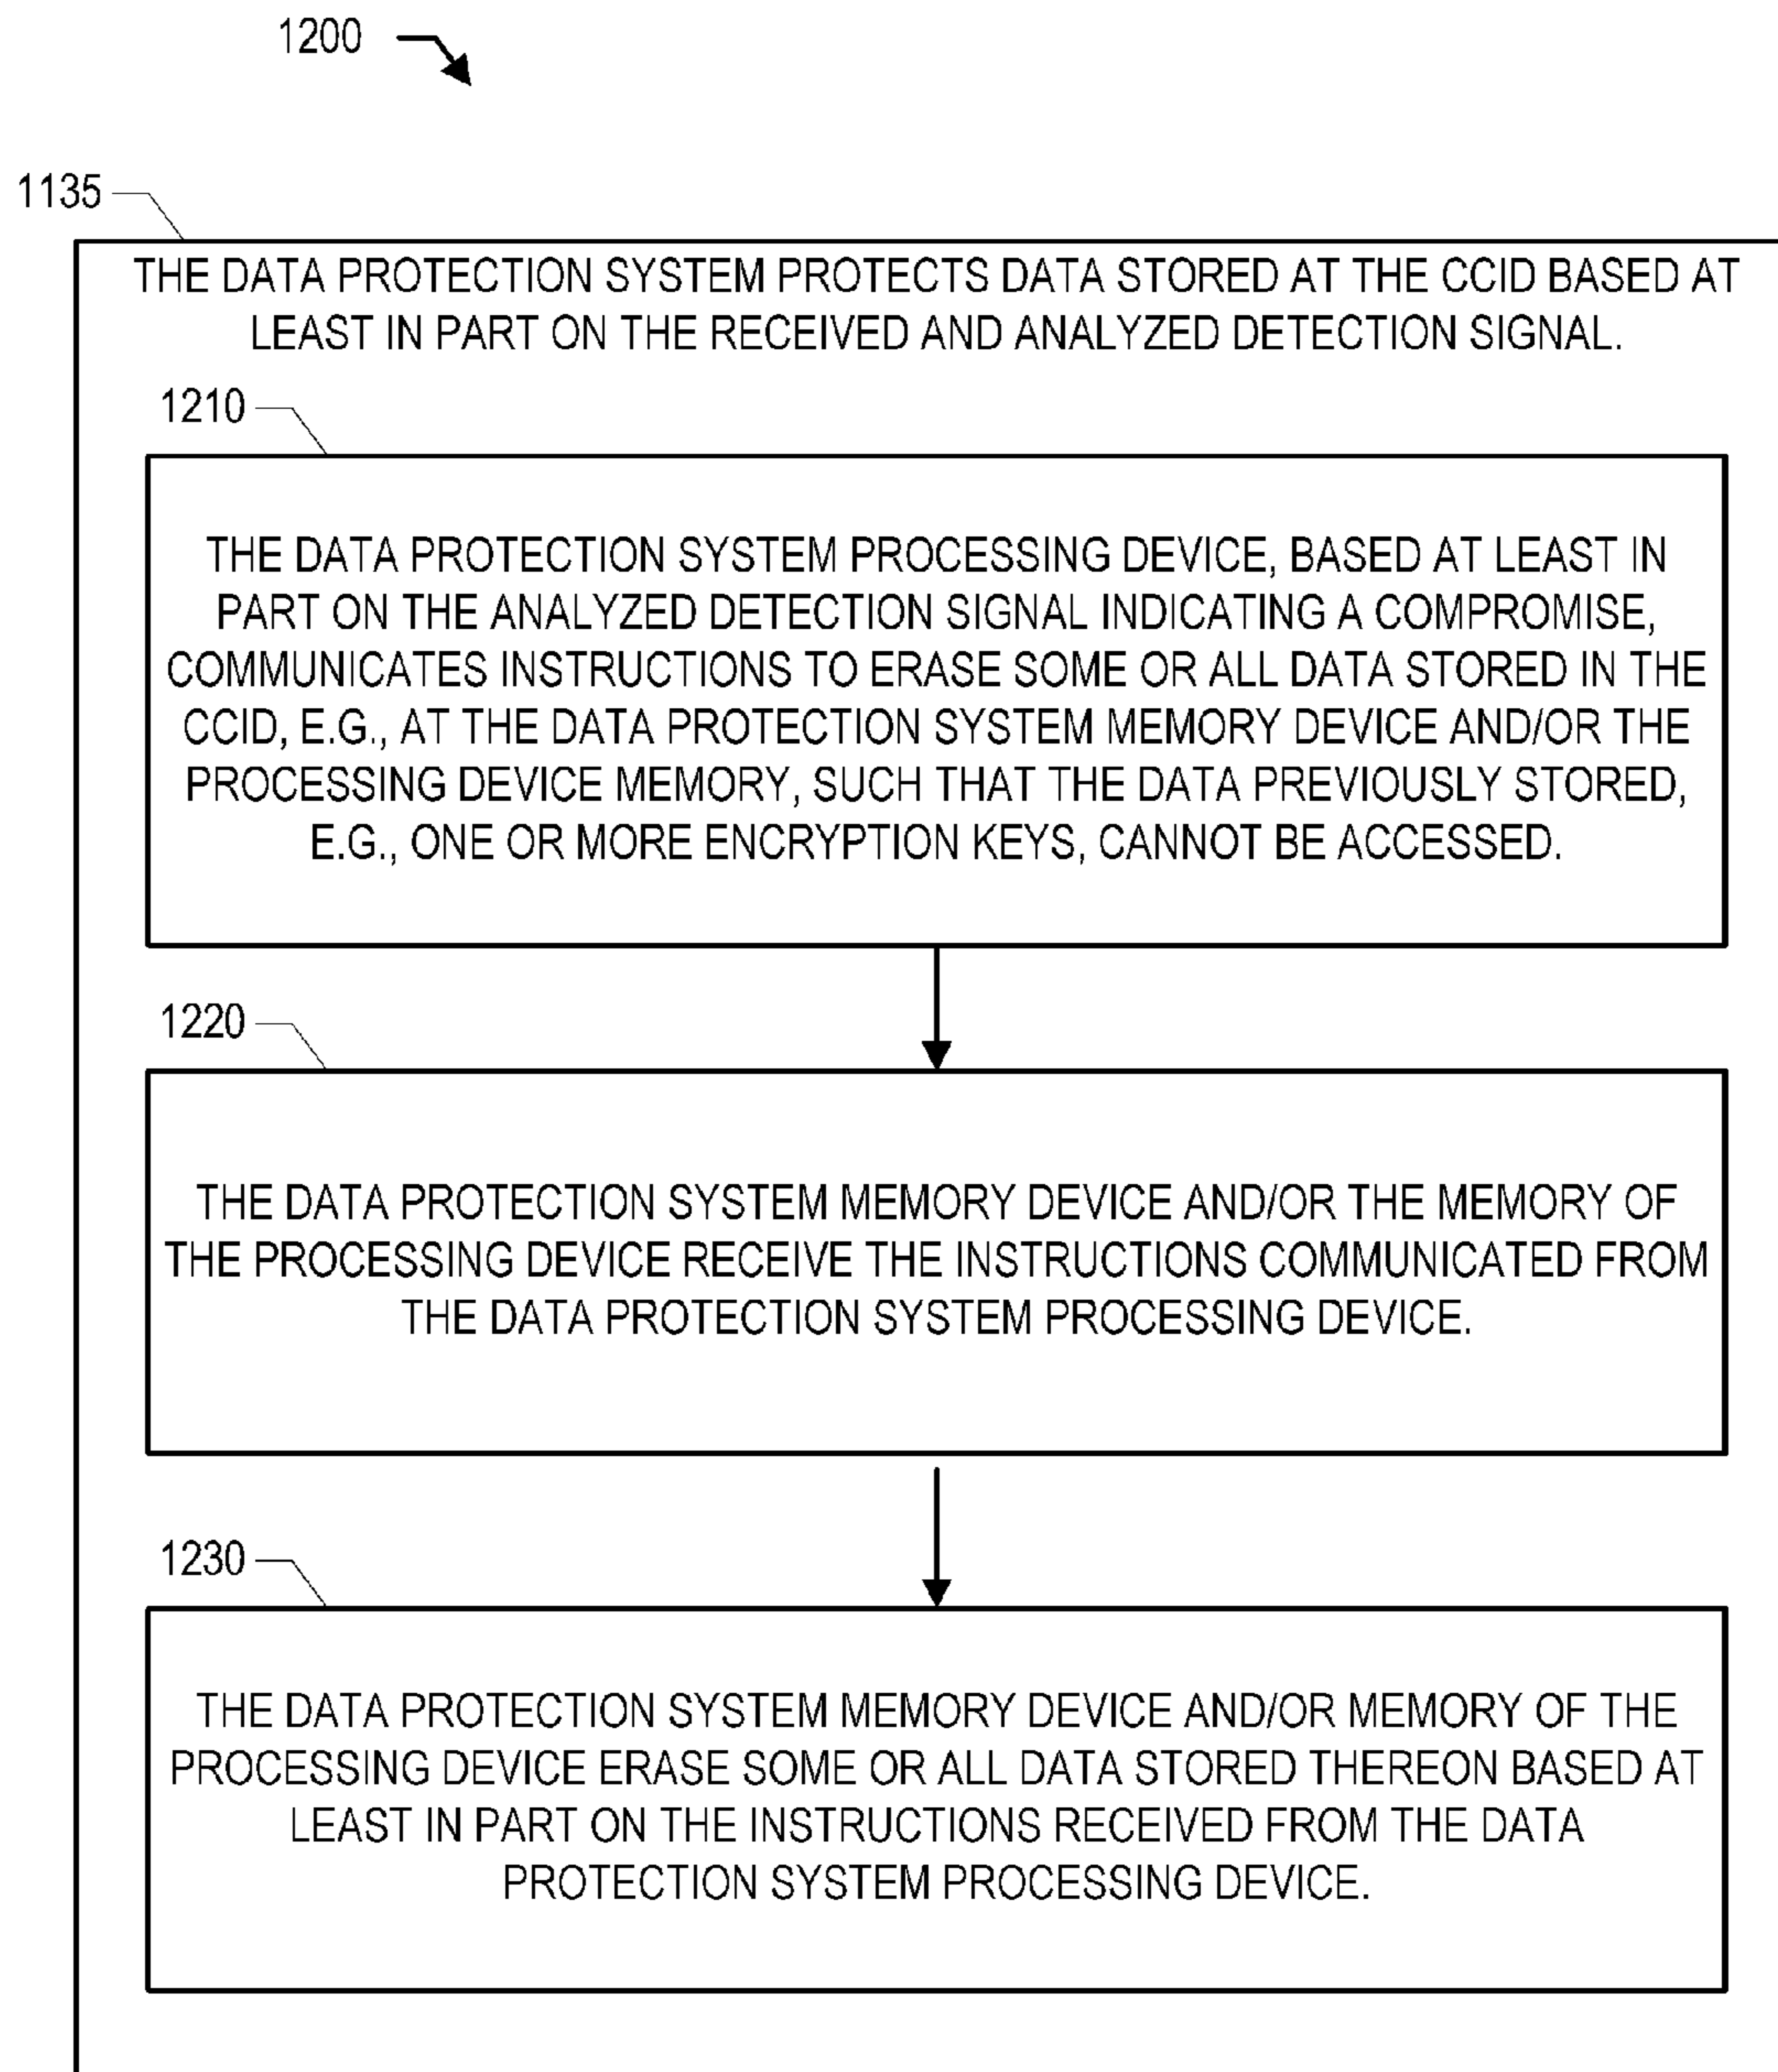 1200
1135
THE DATA PROTECTION SYSTEM PROTECTS DATA STORED AT THE CCID BASED AT
LEAST IN PART ON THE RECEIVED AND ANALYZED DETECTION SIGNAL.
1210
THE DATA PROTECTION SYSTEM PROCESSING DEVICE, BASED AT LEAST IN
PART ON THE ANALYZED DETECTION SIGNAL INDICATING A COMPROMISE,
COMMUNICATES INSTRUCTIONS TO ERASE SOME OR ALL DATA STORED IN THE
CCID, E.G., AT THE DATA PROTECTION SYSTEM MEMORY DEVICE AND/OR THE
PROCESSING DEVICE MEMORY, SUCH THAT THE DATA PREVIOUSLY STORED,
E.G., ONE OR MORE ENCRYPTION KEYS, CANNOT BE ACCESSED.
1220
THE DATA PROTECTION SYSTEM MEMORY DEVICE AND/OR THE MEMORY OF
THE PROCESSING DEVICE RECEIVE THE INSTRUCTIONS COMMUNICATED FROM
THE DATA PROTECTION SYSTEM PROCESSING DEVICE.
1230
THE DATA PROTECTION SYSTEM MEMORY DEVICE AND/OR MEMORY OF THE
PROCESSING DEVICE ERASE SOME OR ALL DATA STORED THEREON BASED AT
LEAST IN PART ON THE INSTRUCTIONS RECEIVED FROM THE DATA
PROTECTION SYSTEM PROCESSING DEVICE.